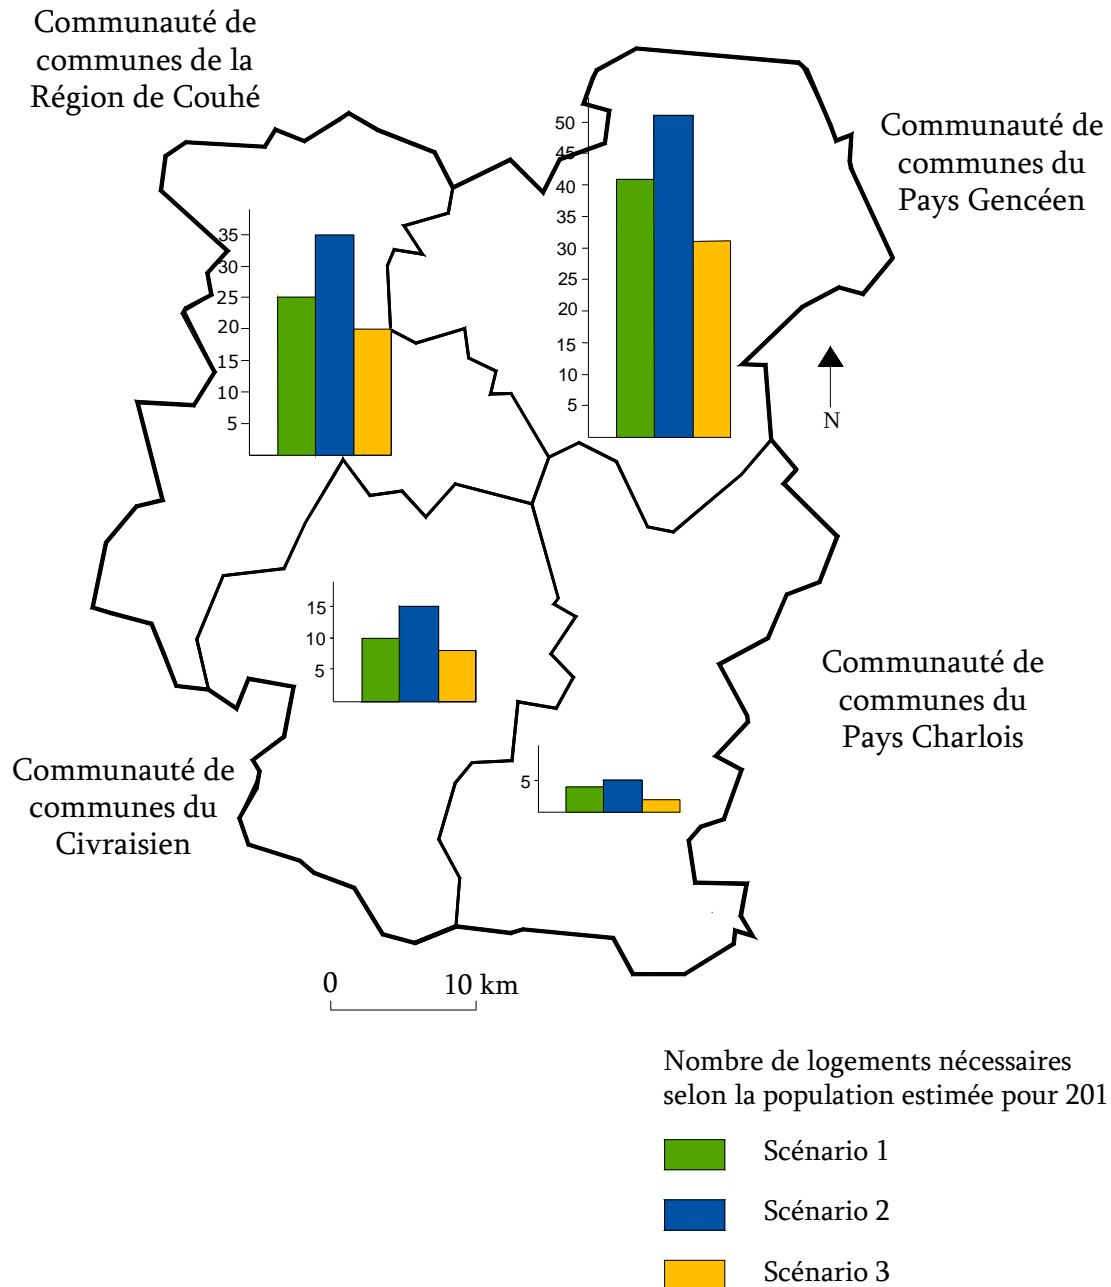 Communauté de
communes de la
Région de Couhé
Communauté de
communes du
Pays Gencéen
50
45
40
35
30
25
20
15
10
5
35
30
25
20
15
10
5
N
15
10
5
Communauté de
communes du
Pays Charlois
5
Communauté de
communes du
Civraisien
0 10 km
Nombre de logements nécessaires
selon la population estimée pour 201
Scénario 1
Scénario 2
Scénario 3